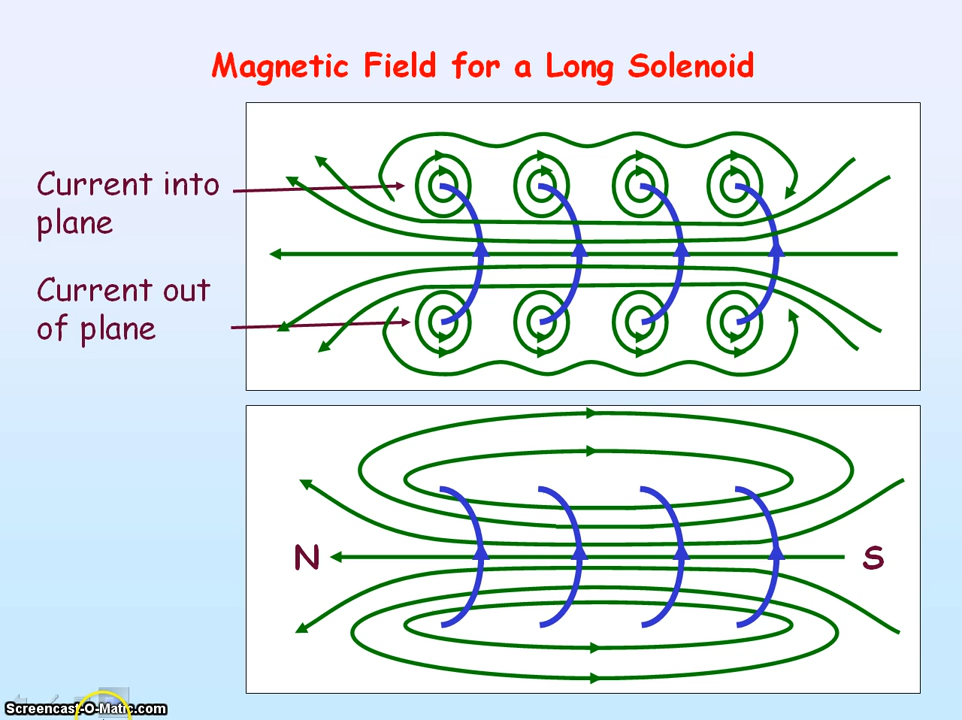 Magnetic Field for a Long Solenoid
Current into
plane
Current out
of plane
N
S
Screencast-O-Matic.com